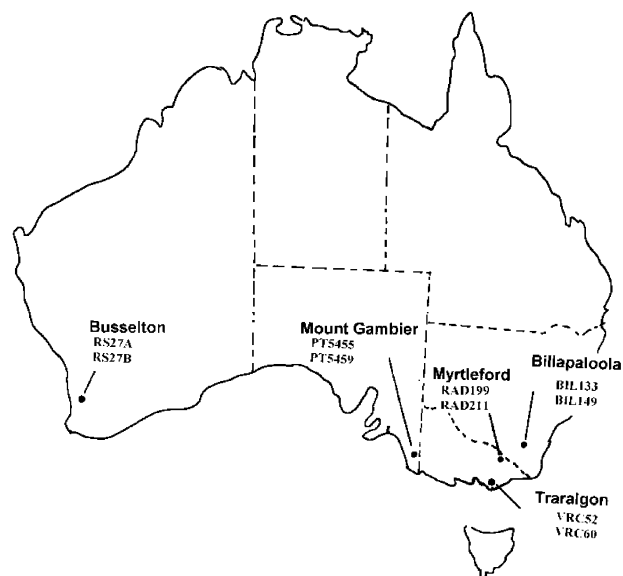 Busselton
RS27A
RS27B
Mount Gambier
PT5455
PT5459
Myrtleford
RAD199
RAD211
Billapaloola
BIL133
BIL149
Traralgon
VRC52
VRC60